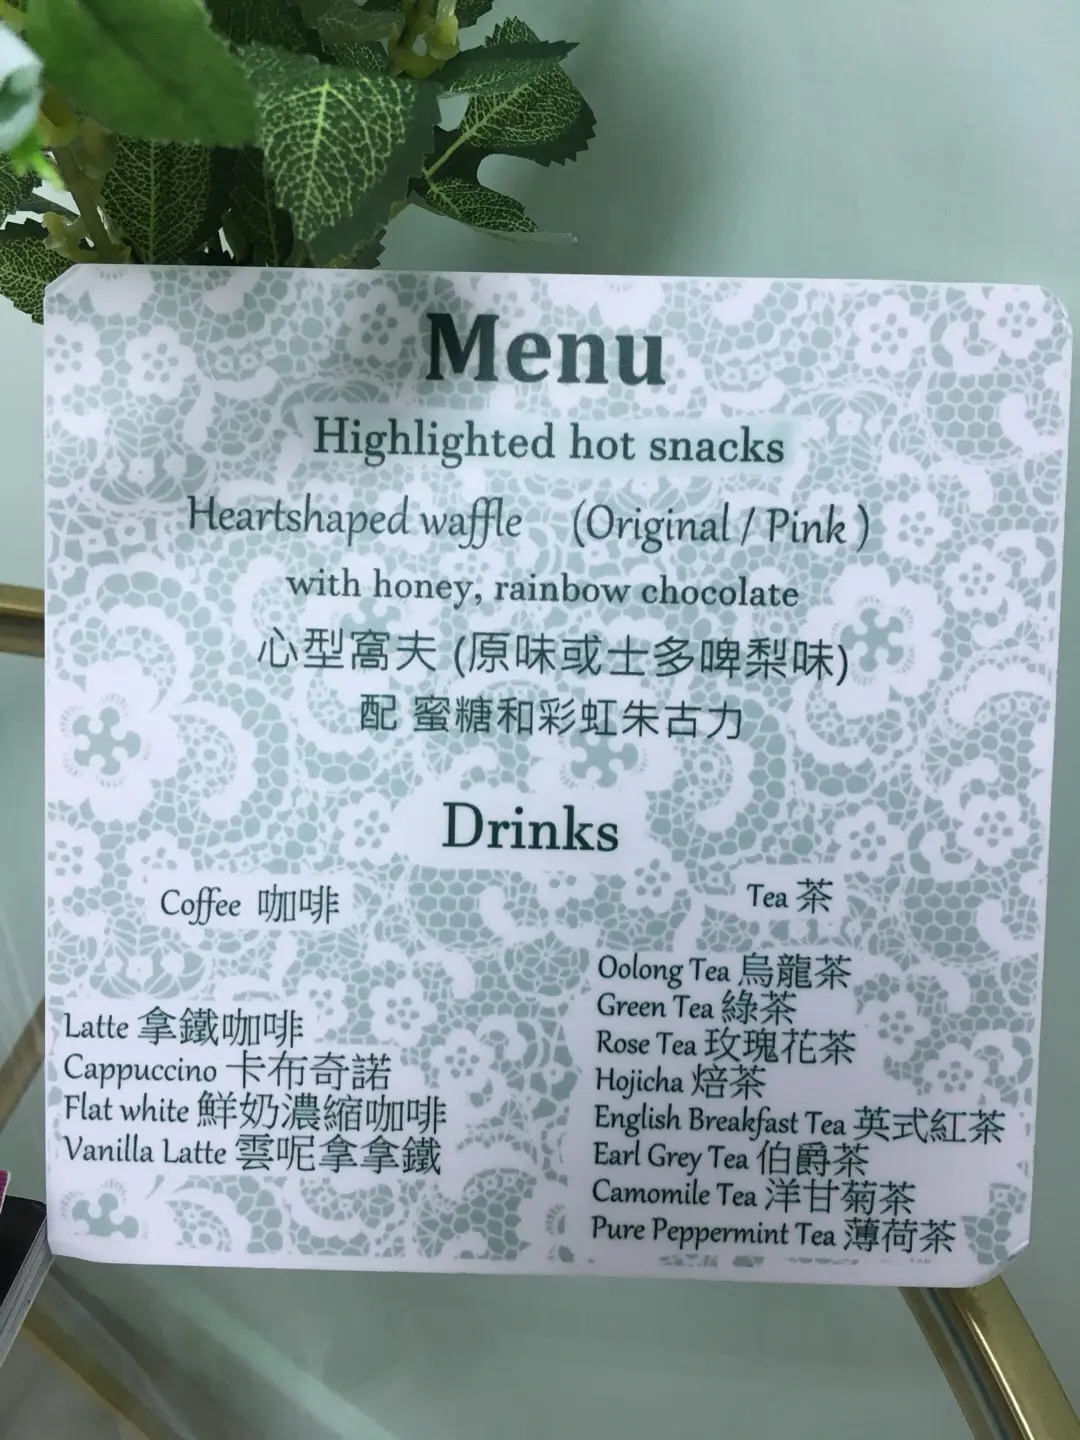 Menu
Highlighted hot snacks
Heartshaped waffle (Original / Pink )
with honey, rainbow chocolate
心型窩夫 (原味或士多啤梨味)
配 蜜糖和彩虹朱古力
Drinks
Coffee 咖啡
Latte 拿鐵咖啡
Cappuccino 卡布奇諾
Flat white 鮮奶濃縮咖啡
Vanilla Latte 雲呢拿拿鐵
Tea 茶
Oolong Tea 烏龍茶
Green Tea 綠茶
Rose Tea 玫瑰花茶
Hojicha 焙茶
English Breakfast Tea 英式紅茶
Earl Grey Tea 伯爵茶
Camomile Tea 洋甘菊茶
Pure Peppermint Tea 薄荷茶